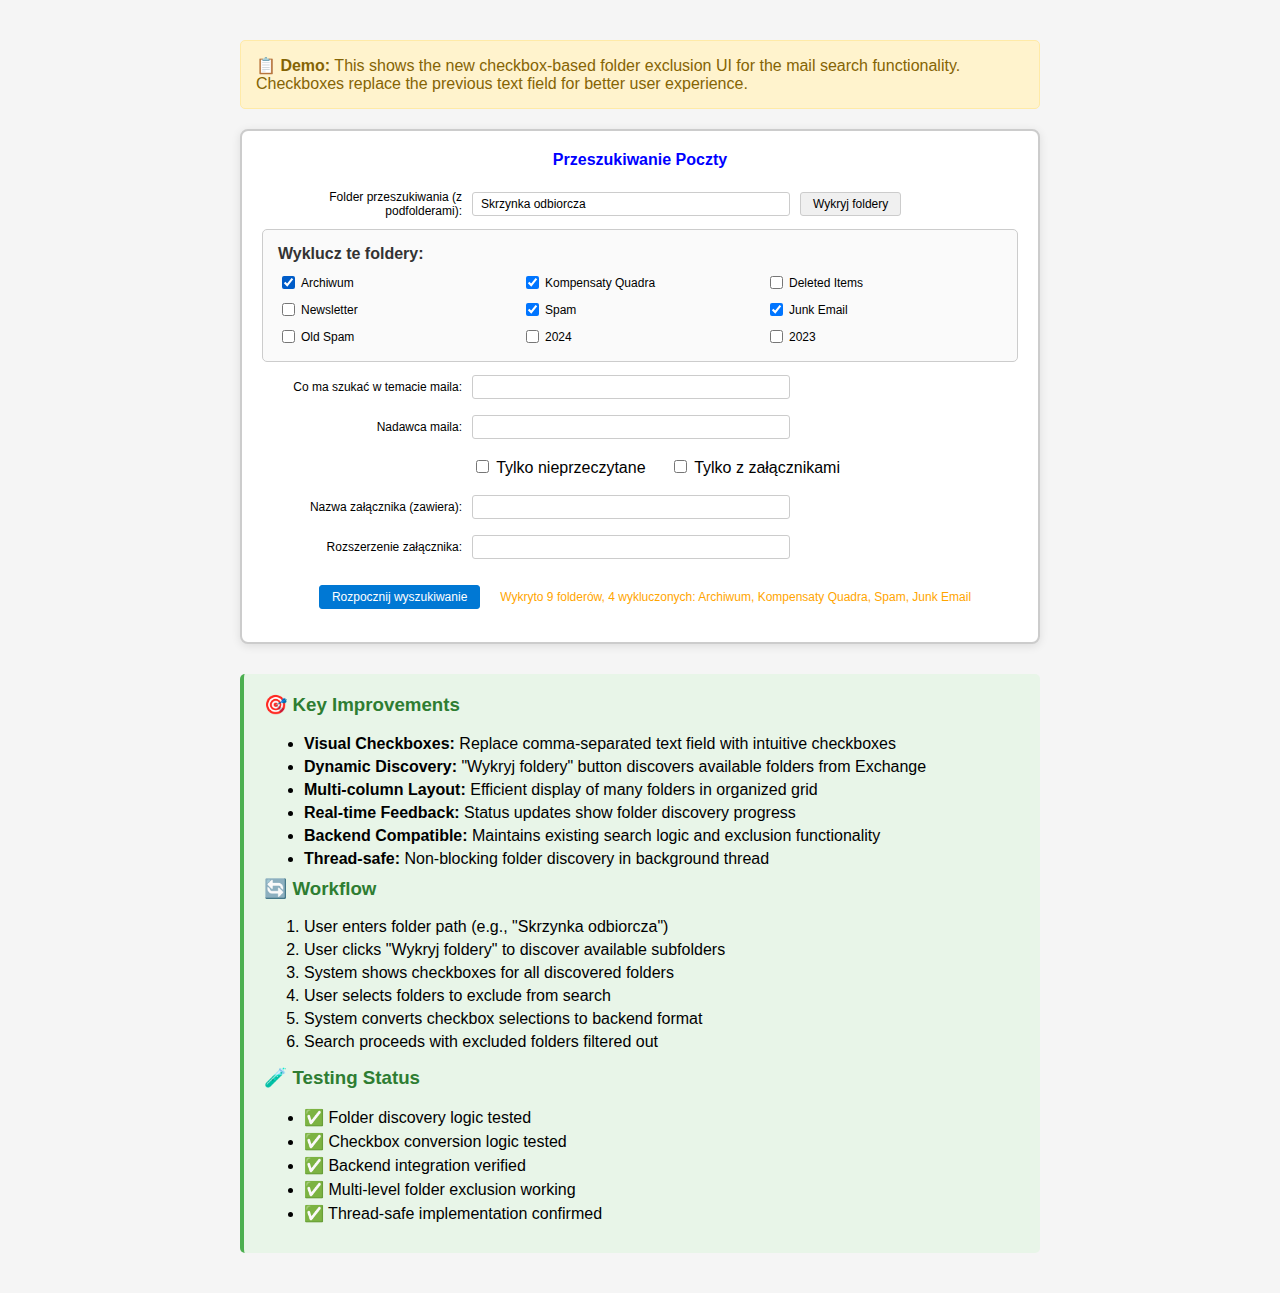 📋 Demo: This shows the new checkbox-based folder exclusion UI for the mail search functionality.
Checkboxes replace the previous text field for better user experience.
Przeszukiwanie Poczty
Folder przeszukiwania (z
podfolderami):
Skrzynka odbiorcza
Wykryj foldery
Wyklucz te foldery:
Archiwum
Kompensaty Quadra
Deleted Items
Newsletter
Spam
Junk Email
Old Spam
2024
2023
Co ma szukać w temacie maila:
Nadawca maila:
Tylko nieprzeczytane
Tylko z załącznikami
Nazwa załącznika (zawiera):
Rozszerzenie załącznika:
Rozpocznij wyszukiwanie
Wykryto 9 folderów, 4 wykluczonych: Archiwum, Kompensaty Quadra, Spam, Junk Email
🎯 Key Improvements
• Visual Checkboxes: Replace comma-separated text field with intuitive checkboxes
• Dynamic Discovery: "Wykryj foldery" button discovers available folders from Exchange
• Multi-column Layout: Efficient display of many folders in organized grid
• Real-time Feedback: Status updates show folder discovery progress
• Backend Compatible: Maintains existing search logic and exclusion functionality
• Thread-safe: Non-blocking folder discovery in background thread
🔄 Workflow
1. User enters folder path (e.g., "Skrzynka odbiorcza")
2. User clicks "Wykryj foldery" to discover available subfolders
3. System shows checkboxes for all discovered folders
4. User selects folders to exclude from search
5. System converts checkbox selections to backend format
6. Search proceeds with excluded folders filtered out
🧪 Testing Status
• ✅ Folder discovery logic tested
• ✅ Checkbox conversion logic tested
• ✅ Backend integration verified
• ✅ Multi-level folder exclusion working
• ✅ Thread-safe implementation confirmed